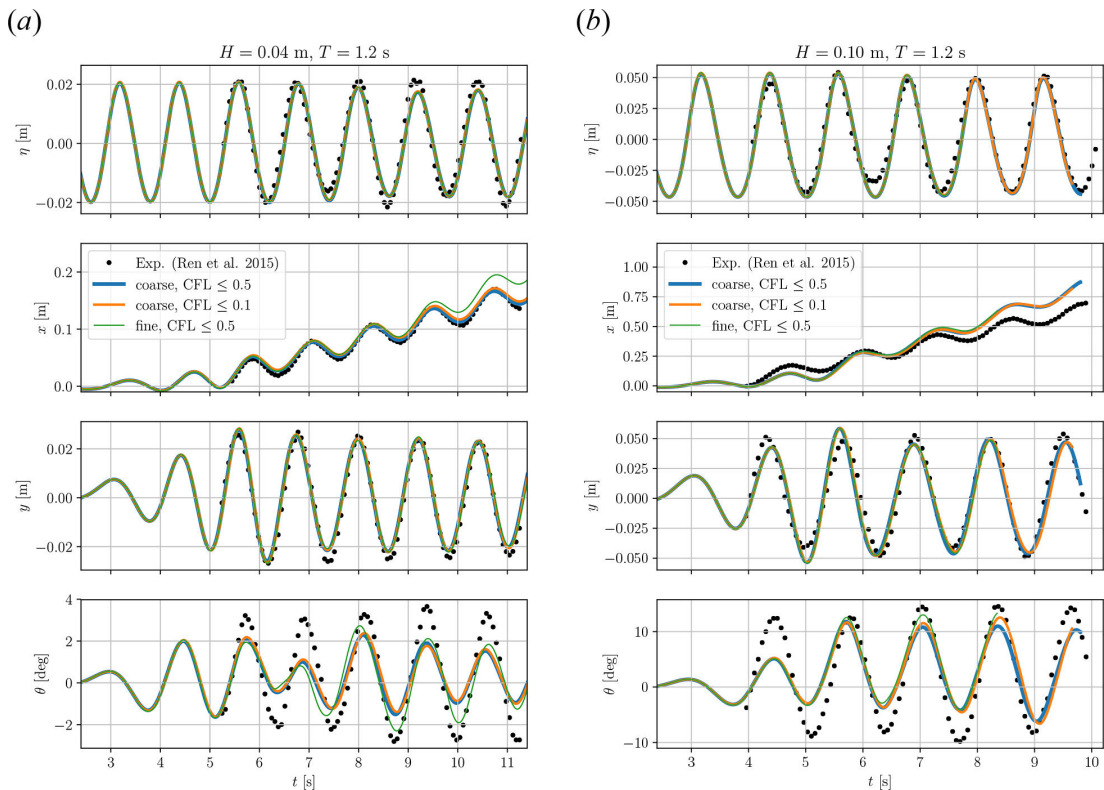 (a)
H = 0.04 m, T = 1.2 s
0.02
0.00
−0.02
η [m]
0.2
0.1
0.0
x [m]
Exp. (Ren et al. 2015)
coarse, CFL ≤ 0.5
coarse, CFL ≤ 0.1
fine, CFL ≤ 0.5
0.02
0.00
−0.02
y [m]
4
2
0
−2
θ [deg]
3 4 5 6 7 8 9 10 11
t [s]
(b)
H = 0.10 m, T = 1.2 s
0.050
0.025
0.000
−0.025
−0.050
η [m]
1.00
0.75
0.50
0.25
0.00
x [m]
Exp. (Ren et al. 2015)
coarse, CFL ≤ 0.5
coarse, CFL ≤ 0.1
fine, CFL ≤ 0.5
0.050
0.025
0.000
−0.025
−0.050
y [m]
10
0
−10
θ [deg]
3 4 5 6 7 8 9 10
t [s]